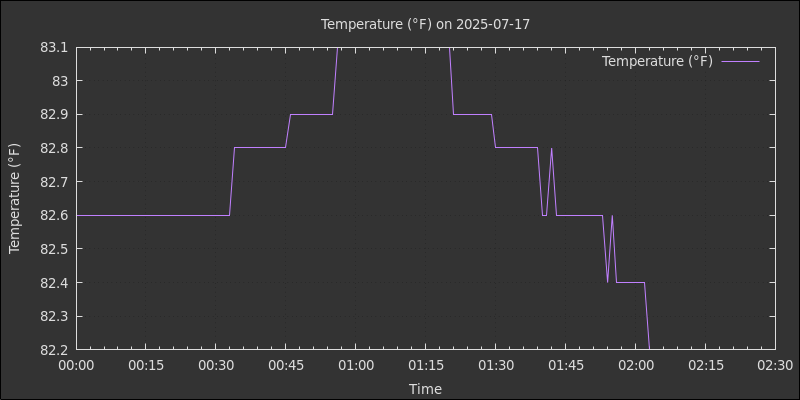 Temperature (°F) on 2025-07-17
Temperature (°F)
83.1
83
82.9
82.8
82.7
82.6
82.5
82.4
82.3
82.2
Temperature (°F)
00:00 00:15 00:30 00:45 01:00 01:15 01:30 01:45 02:00 02:15 02:30
Time